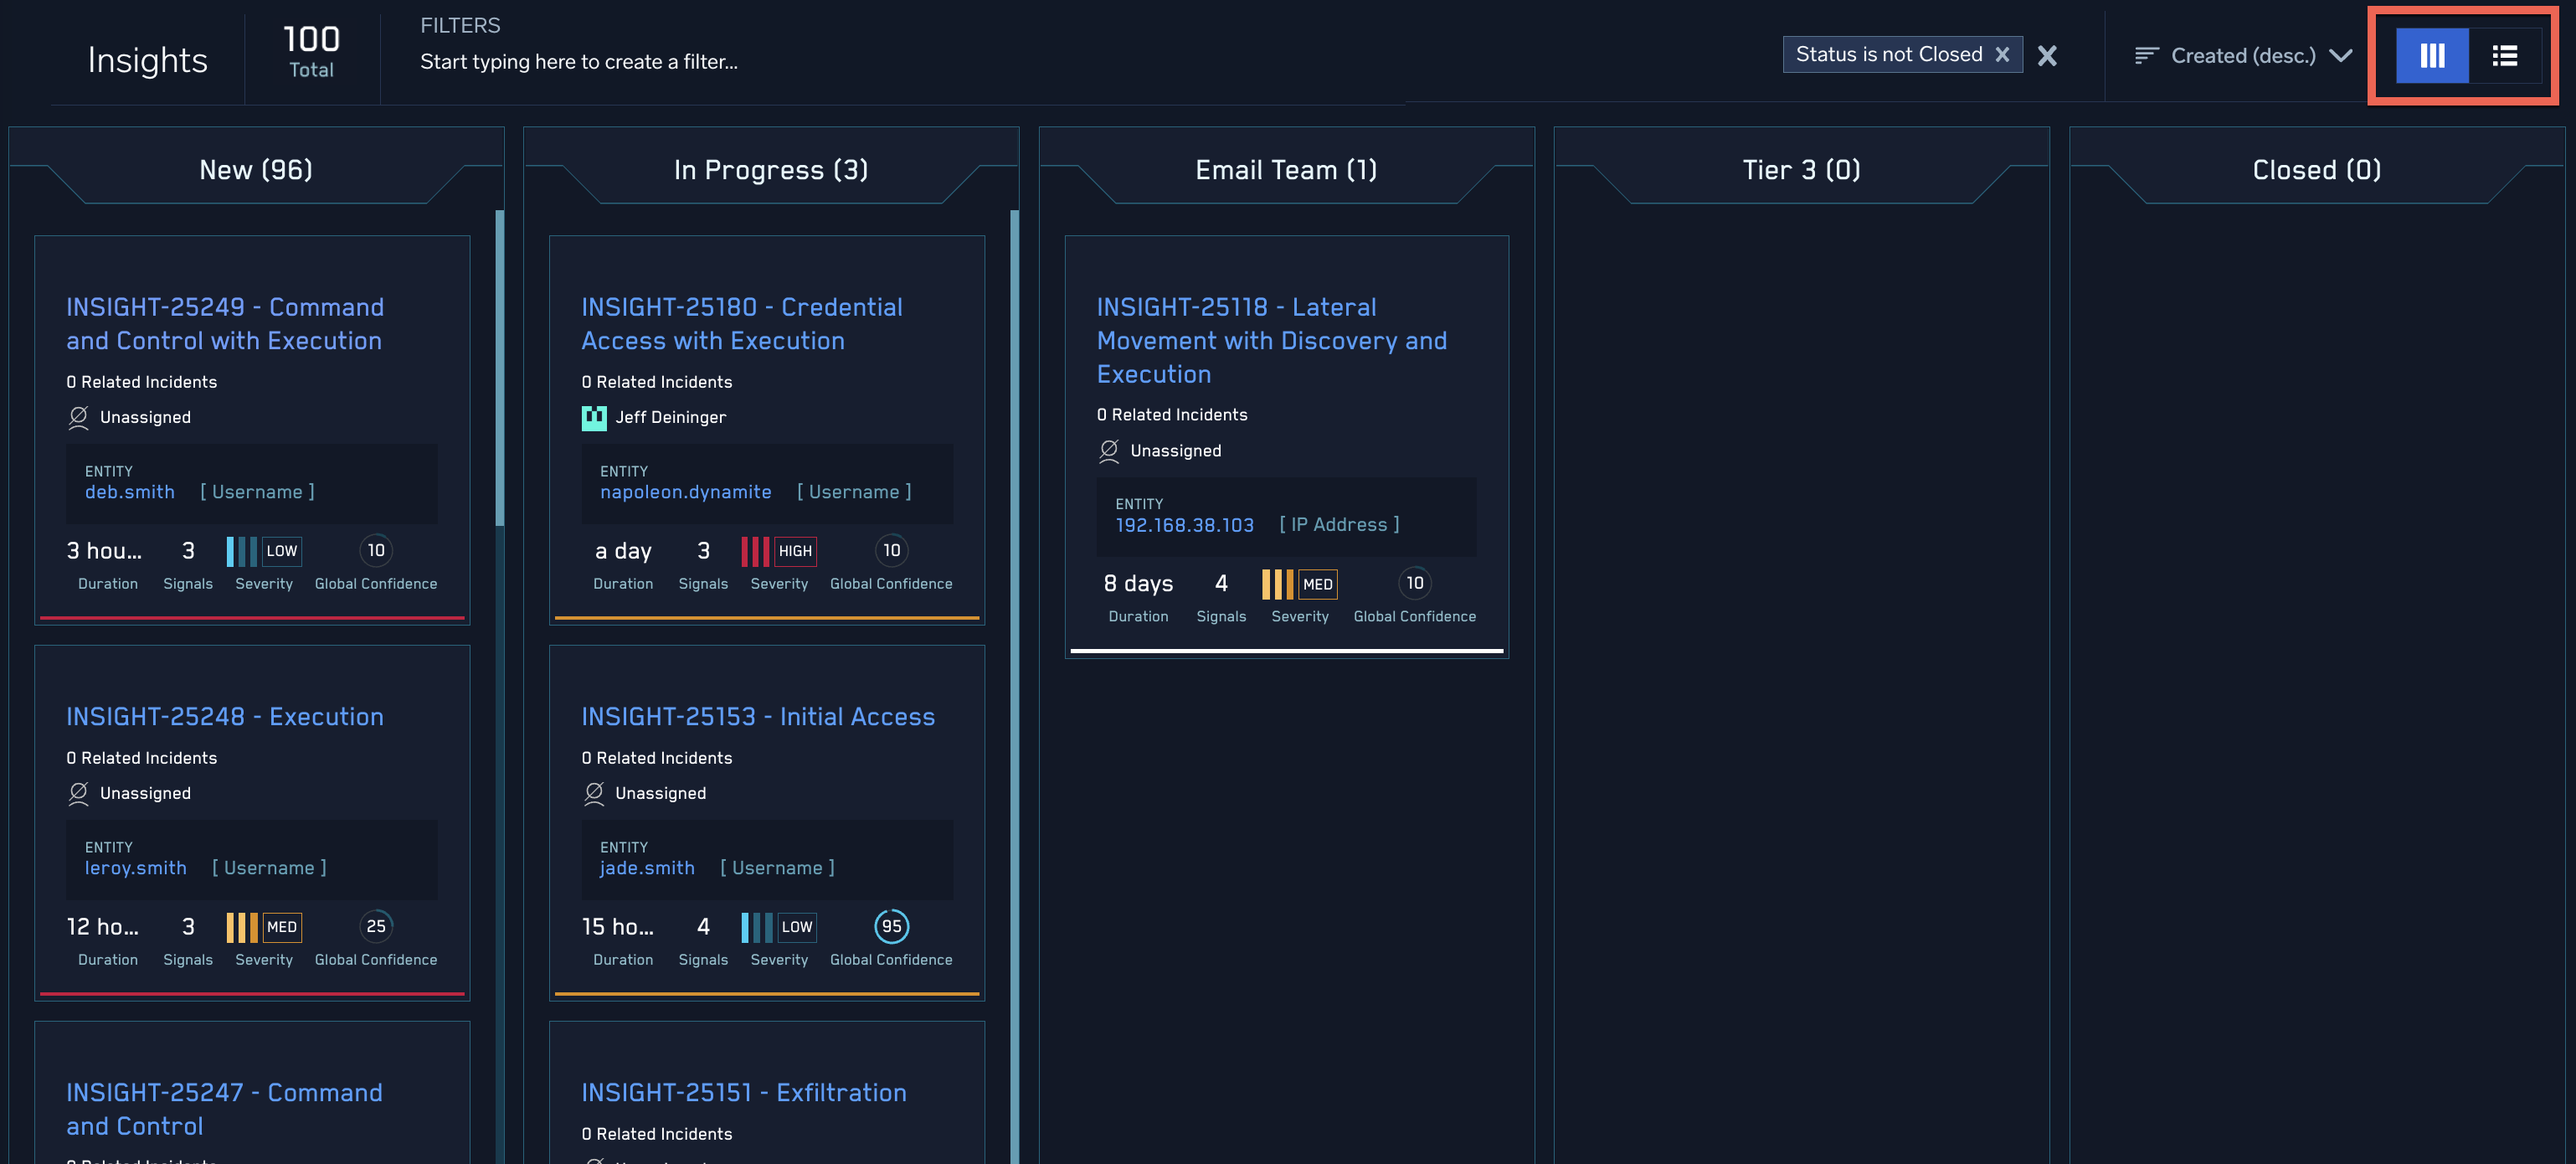 Insights
100
Total
FILTERS
Start typing here to create a filter...
Status is not Closed
Created (desc.)
New (96)
INSIGHT-25249 - Command
and Control with Execution
0 Related Incidents
Unassigned
ENTITY
deb.smith [ Username ]
3 hou... 3 LOW 10
Duration Signals Severity Global Confidence
INSIGHT-25248 - Execution
0 Related Incidents
Unassigned
ENTITY
leroy.smith [ Username ]
12 ho... 3 MED 25
Duration Signals Severity Global Confidence
INSIGHT-25247 - Command
and Control
In Progress (3)
INSIGHT-25180 - Credential
Access with Execution
0 Related Incidents
Jeff Deininger
ENTITY
napoleon.dynamite [ Username ]
a day 3 HIGH 10
Duration Signals Severity Global Confidence
INSIGHT-25153 - Initial Access
0 Related Incidents
Unassigned
ENTITY
jade.smith [ Username ]
15 ho... 4 LOW 95
Duration Signals Severity Global Confidence
INSIGHT-25151 - Exfiltration
0 Related Incidents
Email Team (1)
INSIGHT-25118 - Lateral
Movement with Discovery and
Execution
0 Related Incidents
Unassigned
ENTITY
192.168.38.103 [ IP Address ]
8 days 4 MED 10
Duration Signals Severity Global Confidence
Tier 3 (0)
Closed (0)